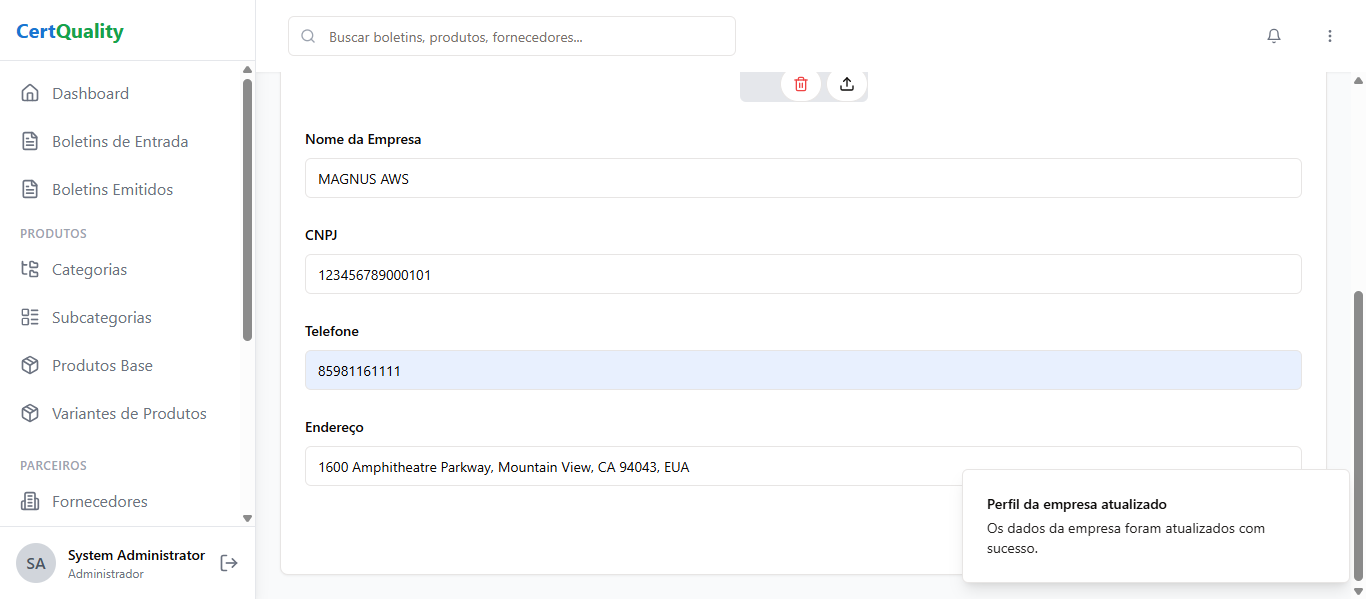 CertQuality
Buscar boletins, produtos, fornecedores...
Dashboard
Boletins de Entrada
Boletins Emitidos
PRODUTOS
Categorias
Subcategorias
Produtos Base
Variantes de Produtos
PARCEIROS
Fornecedores
SA
System Administrator
Administrador
Nome da Empresa
MAGNUS AWS
CNPJ
123456789000101
Telefone
85981161111
Endereço
1600 Amphitheatre Parkway, Mountain View, CA 94043, EUA
Perfil da empresa atualizado
Os dados da empresa foram atualizados com
sucesso.